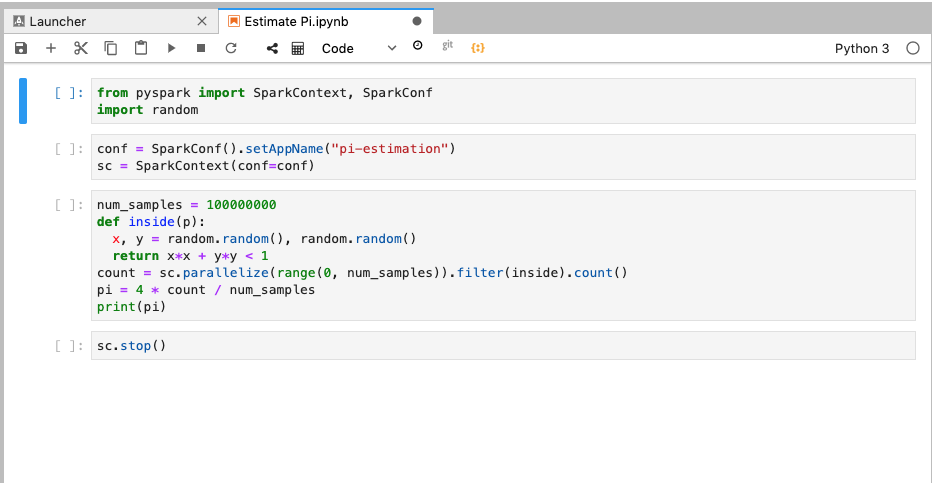 Launcher
Estimate Pi.ipynb
Code
git
Python 3
[ ]:
from pyspark import SparkContext, SparkConf
import random
[ ]:
conf = SparkConf().setAppName("pi-estimation")
sc = SparkContext(conf=conf)
[ ]:
num_samples = 100000000
def inside(p):
  x, y = random.random(), random.random()
  return x*x + y*y < 1
count = sc.parallelize(range(0, num_samples)).filter(inside).count()
pi = 4 * count / num_samples
print(pi)
[ ]:
sc.stop()